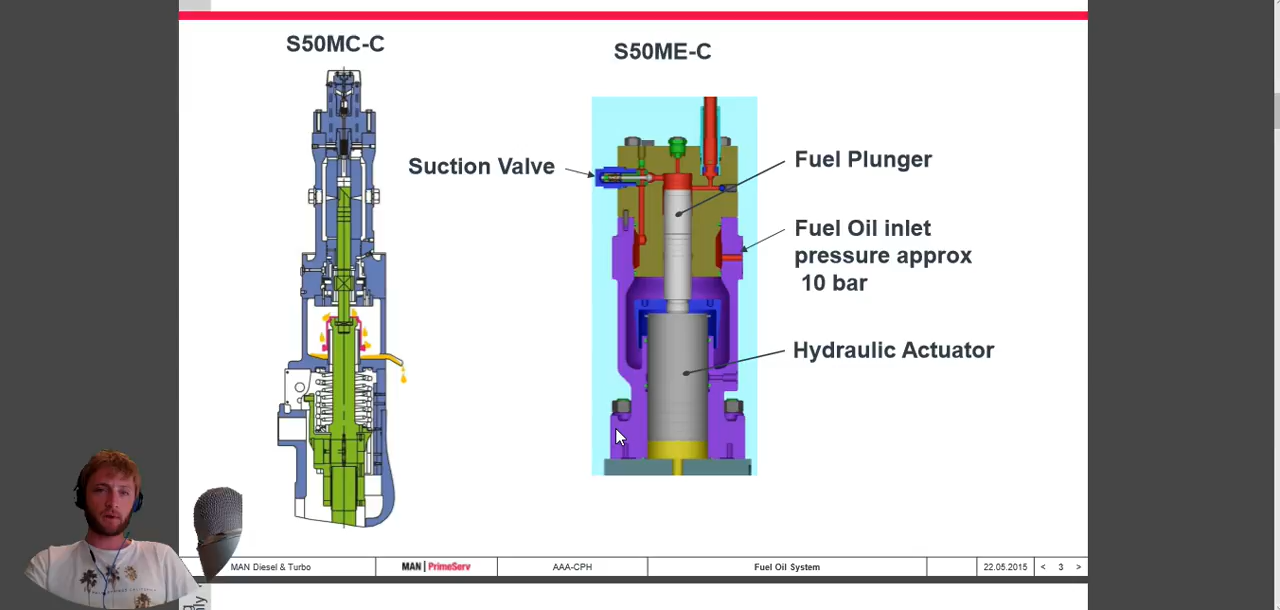 S50MC-C
S50ME-C
Suction Valve
Fuel Plunger
Fuel Oil inlet
pressure approx
10 bar
Hydraulic Actuator
MAN Diesel & Turbo
MAN | PrimeServ
AAA-CPH
Fuel Oil System
22.05.2015
< 3 >